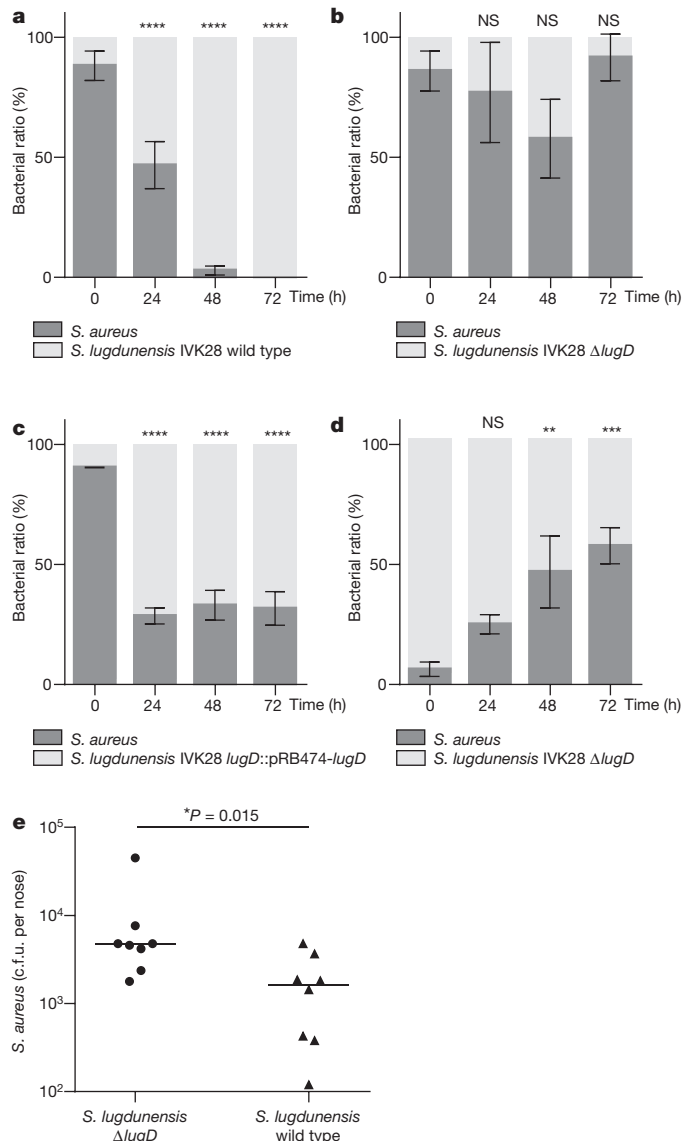 a
**** **** ****
100
50
0
Bacterial ratio (%)
0 24 48 72 Time (h)
S. aureus
S. lugdunensis IVK28 wild type
b
NS NS NS
100
50
0
Bacterial ratio (%)
0 24 48 72 Time (h)
S. aureus
S. lugdunensis IVK28 ΔlugD
c
**** **** ****
100
50
0
Bacterial ratio (%)
0 24 48 72 Time (h)
S. aureus
S. lugdunensis IVK28 lugD::pRB474-lugD
d
NS ** ***
100
50
0
Bacterial ratio (%)
0 24 48 72 Time (h)
S. aureus
S. lugdunensis IVK28 ΔlugD
e
*P = 0.015
10⁵
10⁴
10³
10²
S. aureus (c.f.u. per nose)
S. lugdunensis
ΔlugD
S. lugdunensis
wild type